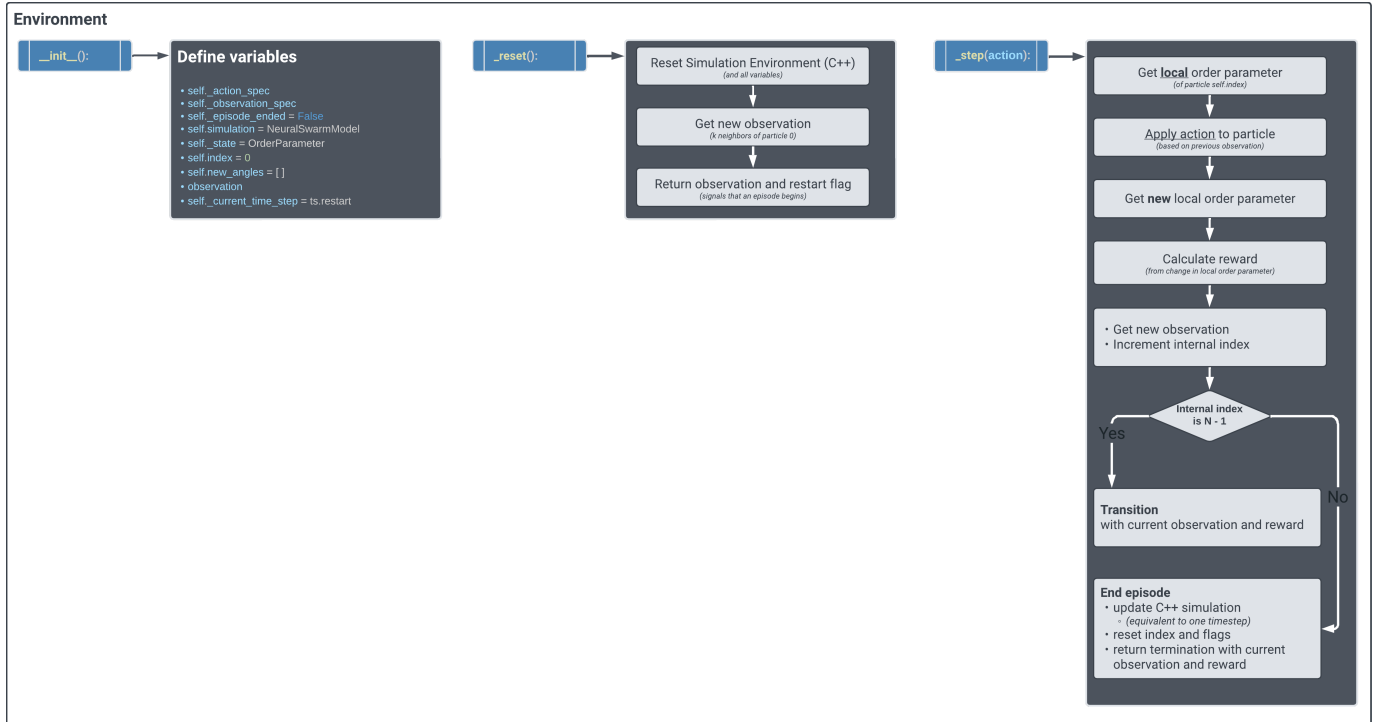 Environment
__init__():
Define variables
• self._action_spec
• self._observation_spec
• self._episode_ended = False
• self.simulation = NeuralSwarmModel
• self._state = OrderParameter
• self.index = 0
• self.new_angles = [ ]
• observation
• self._current_time_step = ts.restart
_reset():
Reset Simulation Environment (C++)
(and all variables)
Get new observation
(k neighbors of particle 0)
Return observation and restart flag
(signals that an episode begins)
_step(action):
Get local order parameter
(of particle self.index)
Apply action to particle
(based on previous observation)
Get new local order parameter
Calculate reward
(from change in local order parameter)
• Get new observation
• Increment internal index
Internal index
is N - 1
Yes
No
Transition
with current observation and reward
End episode
• update C++ simulation
◦ (equivalent to one timestep)
• reset index and flags
• return termination with current
observation and reward